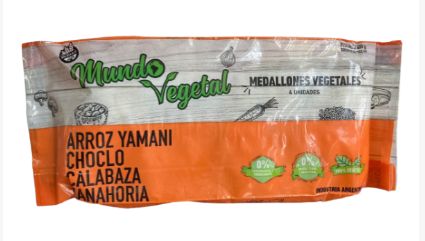 Mundo
Vegetal
MEDALLONES VEGETALES
4 UNIDADES
ARROZ YAMANI
CHOCLO
CALABAZA
ZANAHORIA
0%
0%
INDUSTRIA ARGENTINA